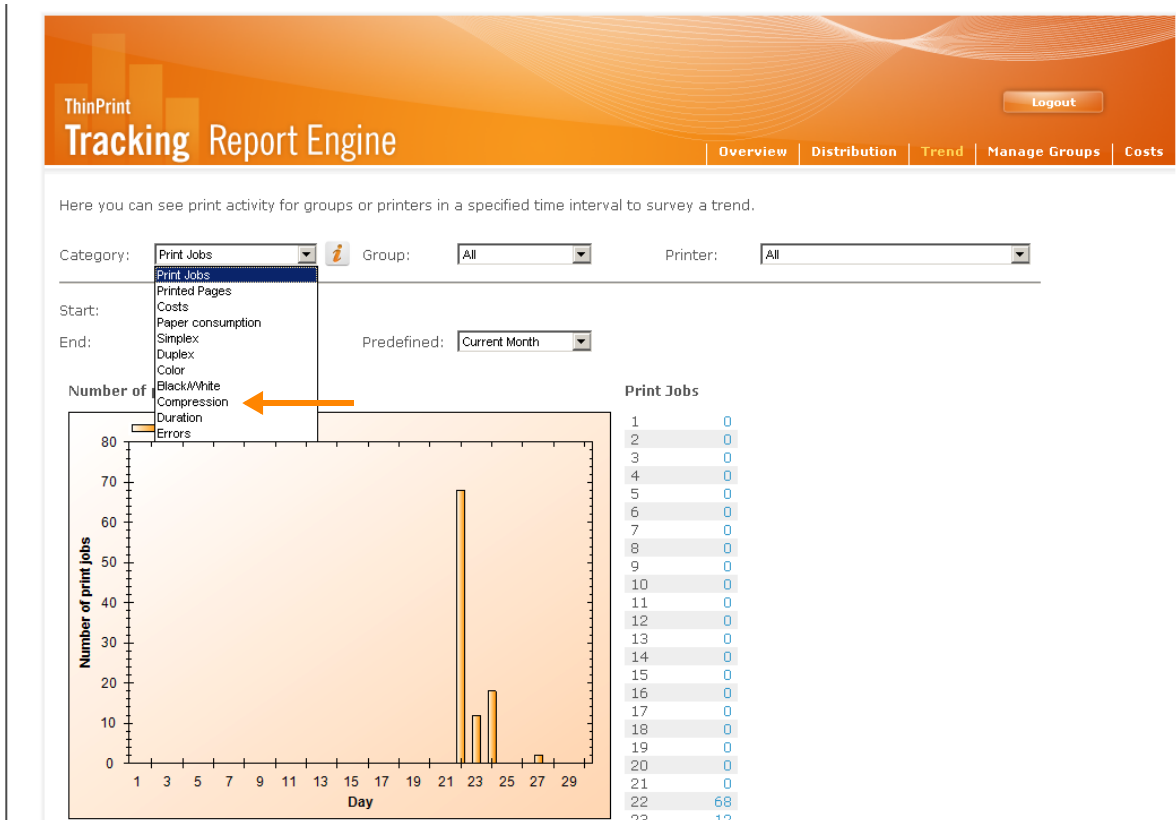 ThinPrint
Tracking Report Engine
Logout
Overview Distribution Trend Manage Groups Costs
Here you can see print activity for groups or printers in a specified time interval to survey a trend.
Category: Print Jobs Group: All Printer: All
Print Jobs
Printed Pages
Costs
Paper consumption
Simplex
Duplex
Color
Black/White
Compression
Duration
Errors
Start:
End: Predefined: Current Month
Number of
Print Jobs
80
70
60
50
40
30
20
10
0
Number of print jobs
1 3 5 7 9 11 13 15 17 19 21 23 25 27 29
Day
1 0
2 0
3 0
4 0
5 0
6 0
7 0
8 0
9 0
10 0
11 0
12 0
13 0
14 0
15 0
16 0
17 0
18 0
19 0
20 0
21 0
22 68
23 12